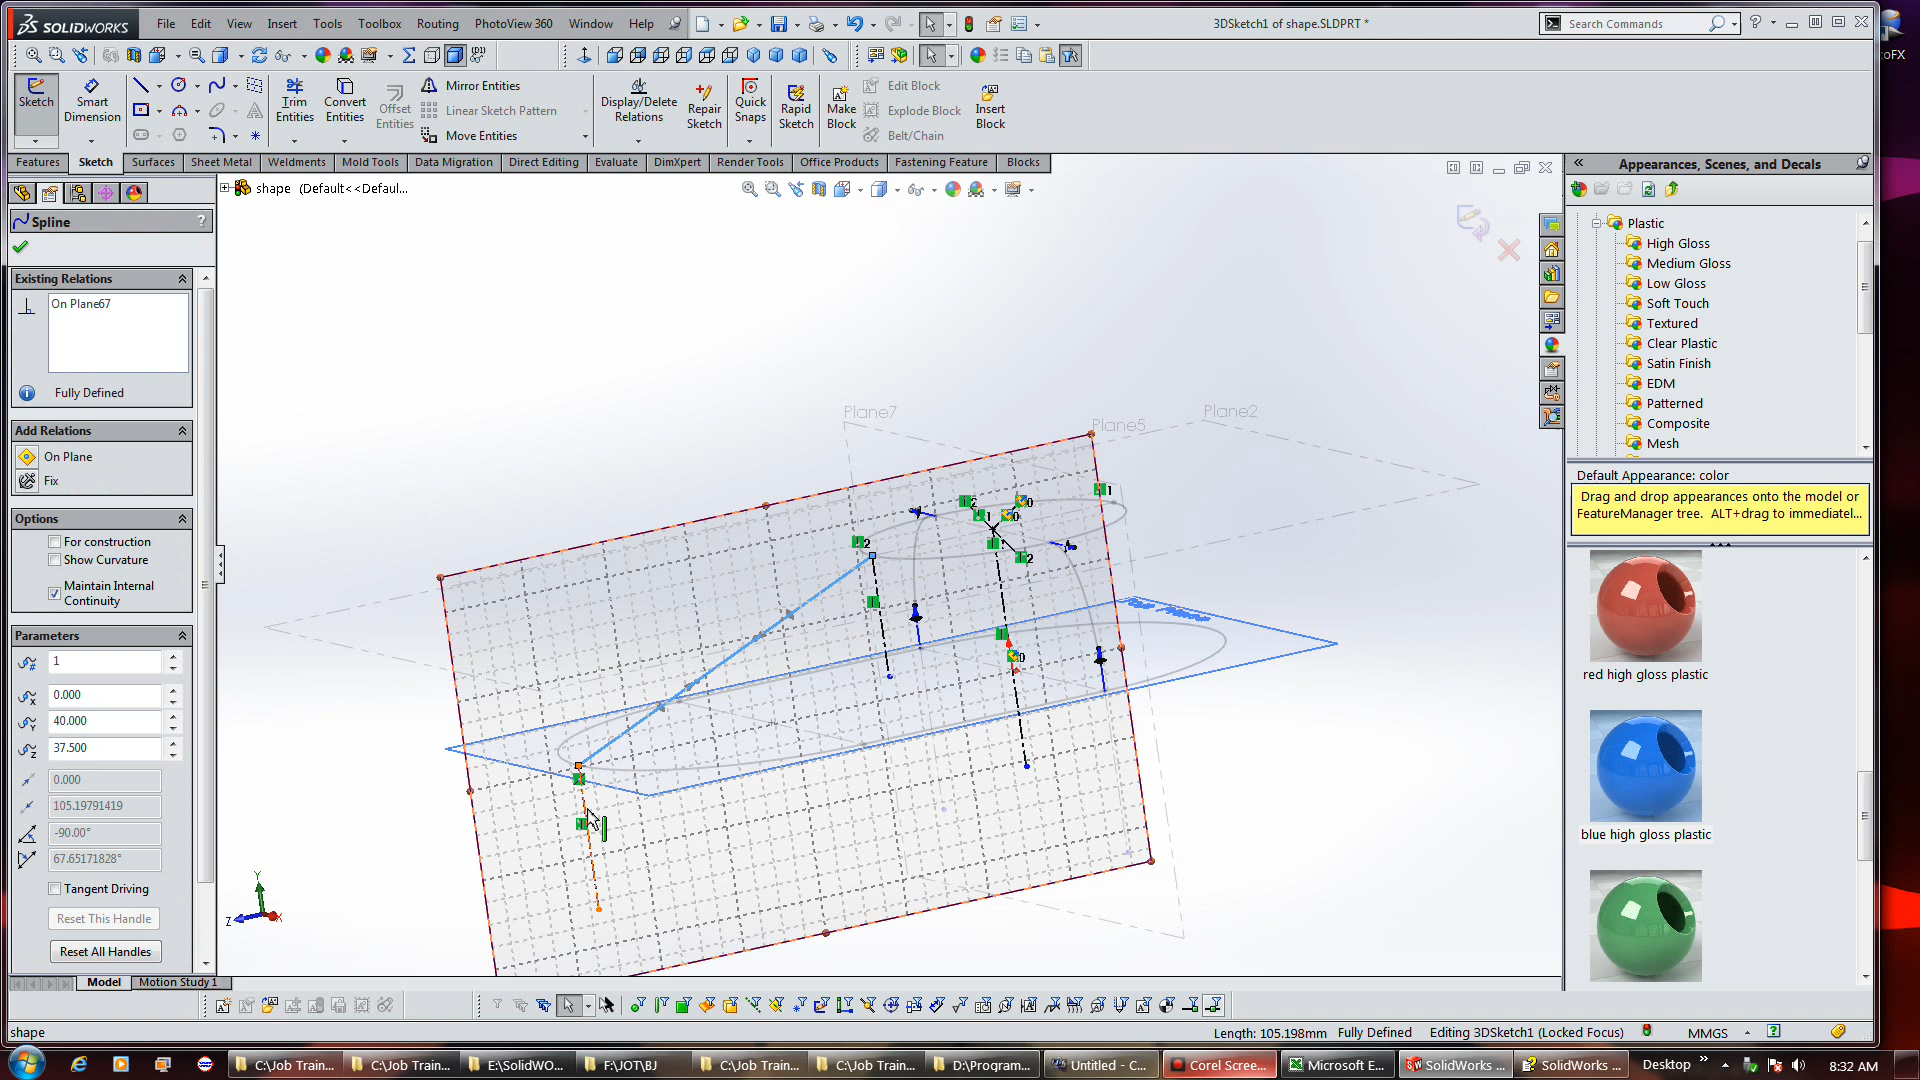 SOLIDWORKS File Edit View Insert Tools Toolbox Routing PhotoView 360 Window Help 3DSketch1 of shape.SLDPRT * Search Commands
Sketch Smart Dimension Trim Entities Convert Entities Offset Entities Mirror Entities Linear Sketch Pattern Move Entities Display/Delete Relations Repair Sketch Quick Snaps Rapid Sketch Make Block Edit Block Explode Block Belt/Chain Insert Block
Features Sketch Surfaces Sheet Metal Weldments Mold Tools Data Migration Direct Editing Evaluate DimXpert Render Tools Office Products Fastening Feature Blocks
shape (Default<<Defaul...
Spline ?
Existing Relations
On Plane67
Fully Defined
Add Relations
On Plane
Fix
Options
For construction
Show Curvature
Maintain Internal
Continuity
Parameters
1
0.000
40.000
37.500
0.000
105.19791419
-90.00°
67.65171828°
Tangent Driving
Reset This Handle
Reset All Handles
Plane7
Plane5
Plane2
Y
Z
X
Appearances, Scenes, and Decals
Plastic
High Gloss
Medium Gloss
Low Gloss
Soft Touch
Textured
Clear Plastic
Satin Finish
EDM
Patterned
Composite
Mesh
Default Appearance: color
Drag and drop appearances onto the model or
FeatureManager tree. ALT+drag to immediatel...
red high gloss plastic
blue high gloss plastic
Model Motion Study 1
shape Length: 105.198mm Fully Defined Editing 3DSketch1 (Locked Focus) MMGS
C:\Job Train... C:\Job Train... E:\SolidWO... F:\JOT\BJ C:\Job Train... C:\Job Train... D:\Program... Untitled - C... Corel Scree... Microsoft E... SolidWorks ... SolidWorks ... Desktop 8:32 AM